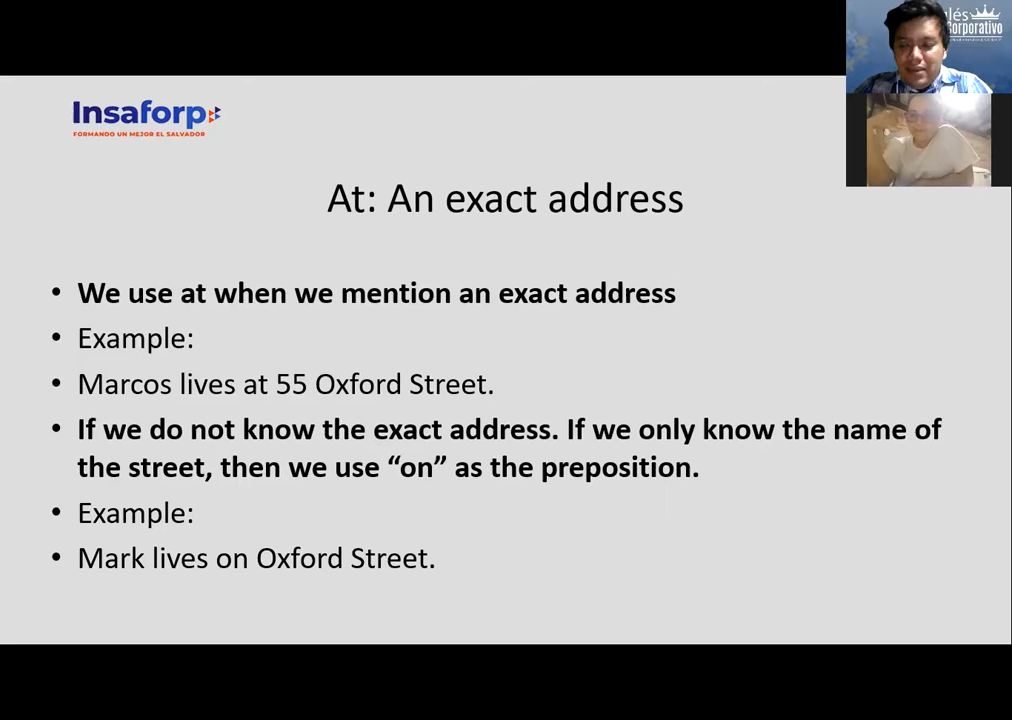 lés
Corporativo
Insaforp
FORMANDO UN MEJOR EL SALVADOR
At: An exact address
• We use at when we mention an exact address
• Example:
• Marcos lives at 55 Oxford Street.
• If we do not know the exact address. If we only know the name of
the street, then we use “on” as the preposition.
• Example:
• Mark lives on Oxford Street.